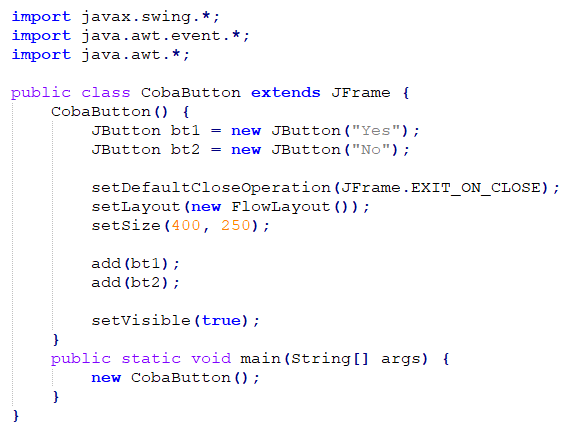 import javax.swing.*;
import java.awt.event.*;
import java.awt.*;

public class CobaButton extends JFrame {
    CobaButton() {
        JButton bt1 = new JButton("Yes");
        JButton bt2 = new JButton("No");

        setDefaultCloseOperation(JFrame.EXIT_ON_CLOSE);
        setLayout(new FlowLayout());
        setSize(400, 250);

        add(bt1);
        add(bt2);

        setVisible(true);
    }
    public static void main(String[] args) {
        new CobaButton();
    }
}